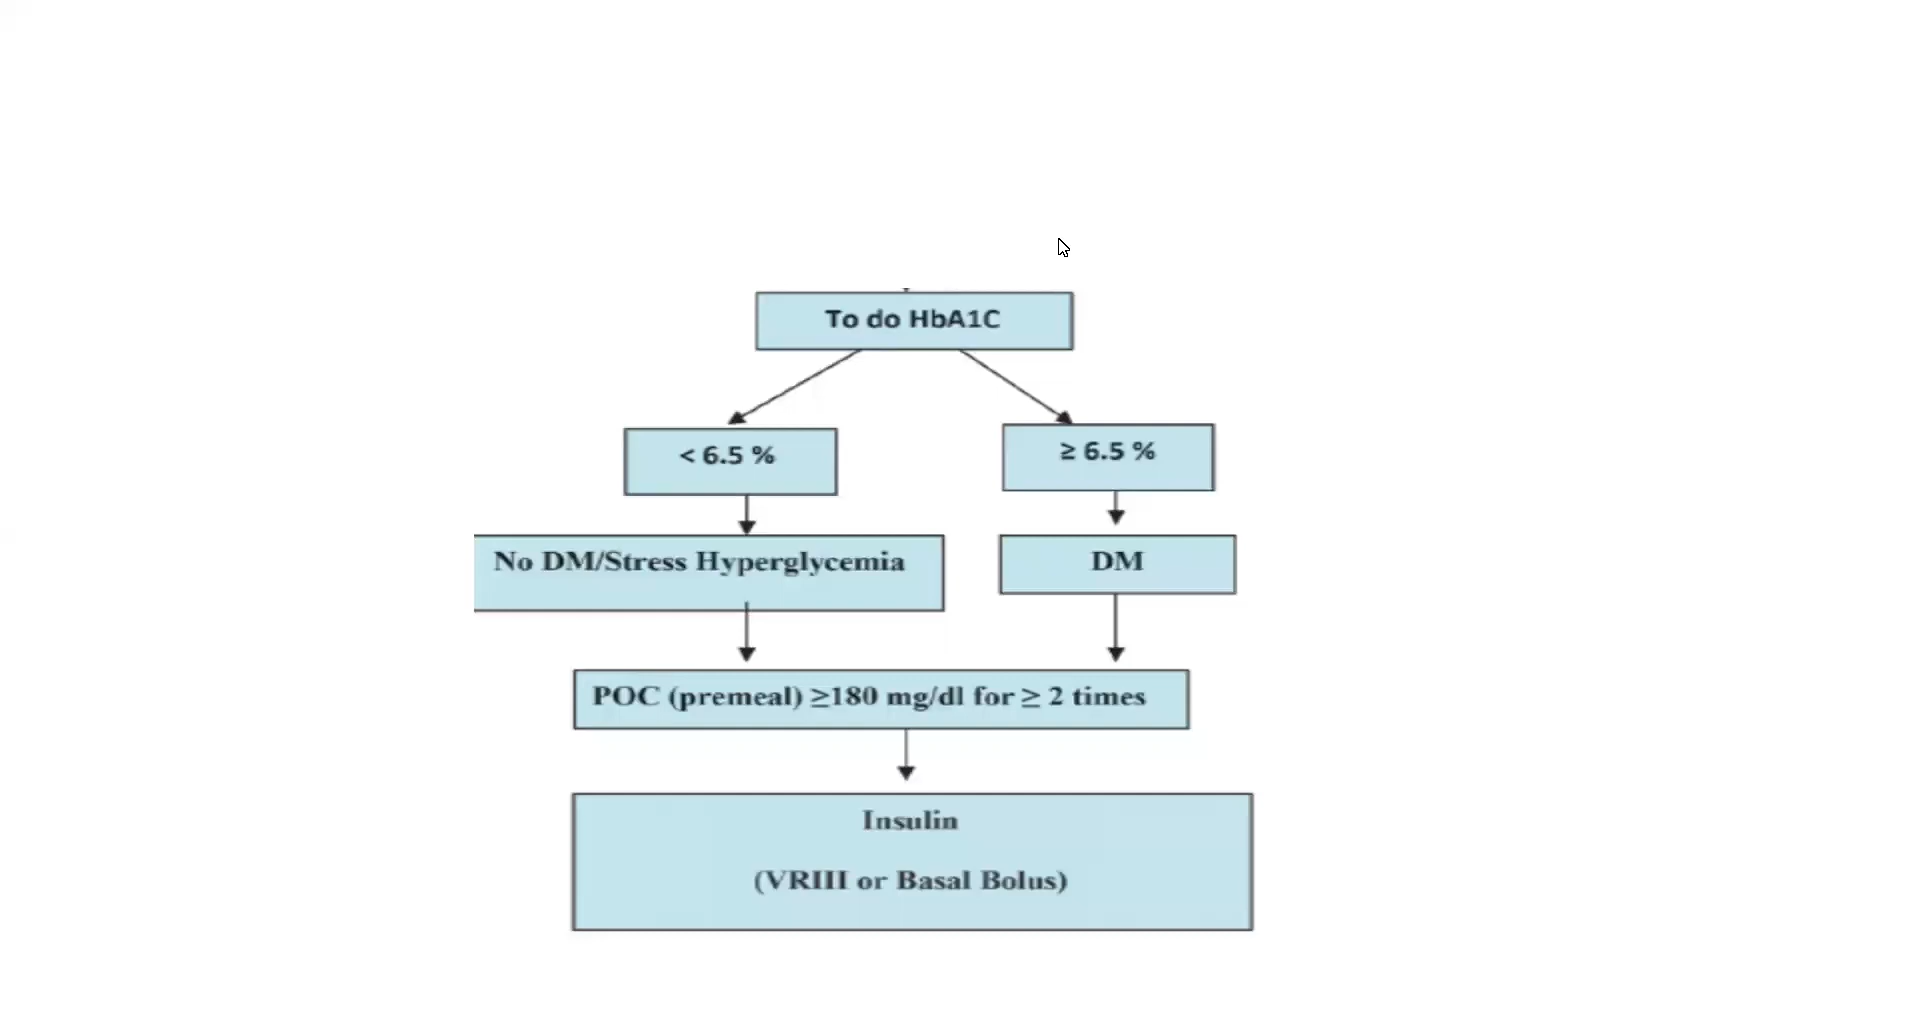 To do HbA1C
< 6.5 %
≥ 6.5 %
No DM/Stress Hyperglycemia
DM
POC (premeal) ≥180 mg/dl for ≥ 2 times
Insulin
(VRIII or Basal Bolus)